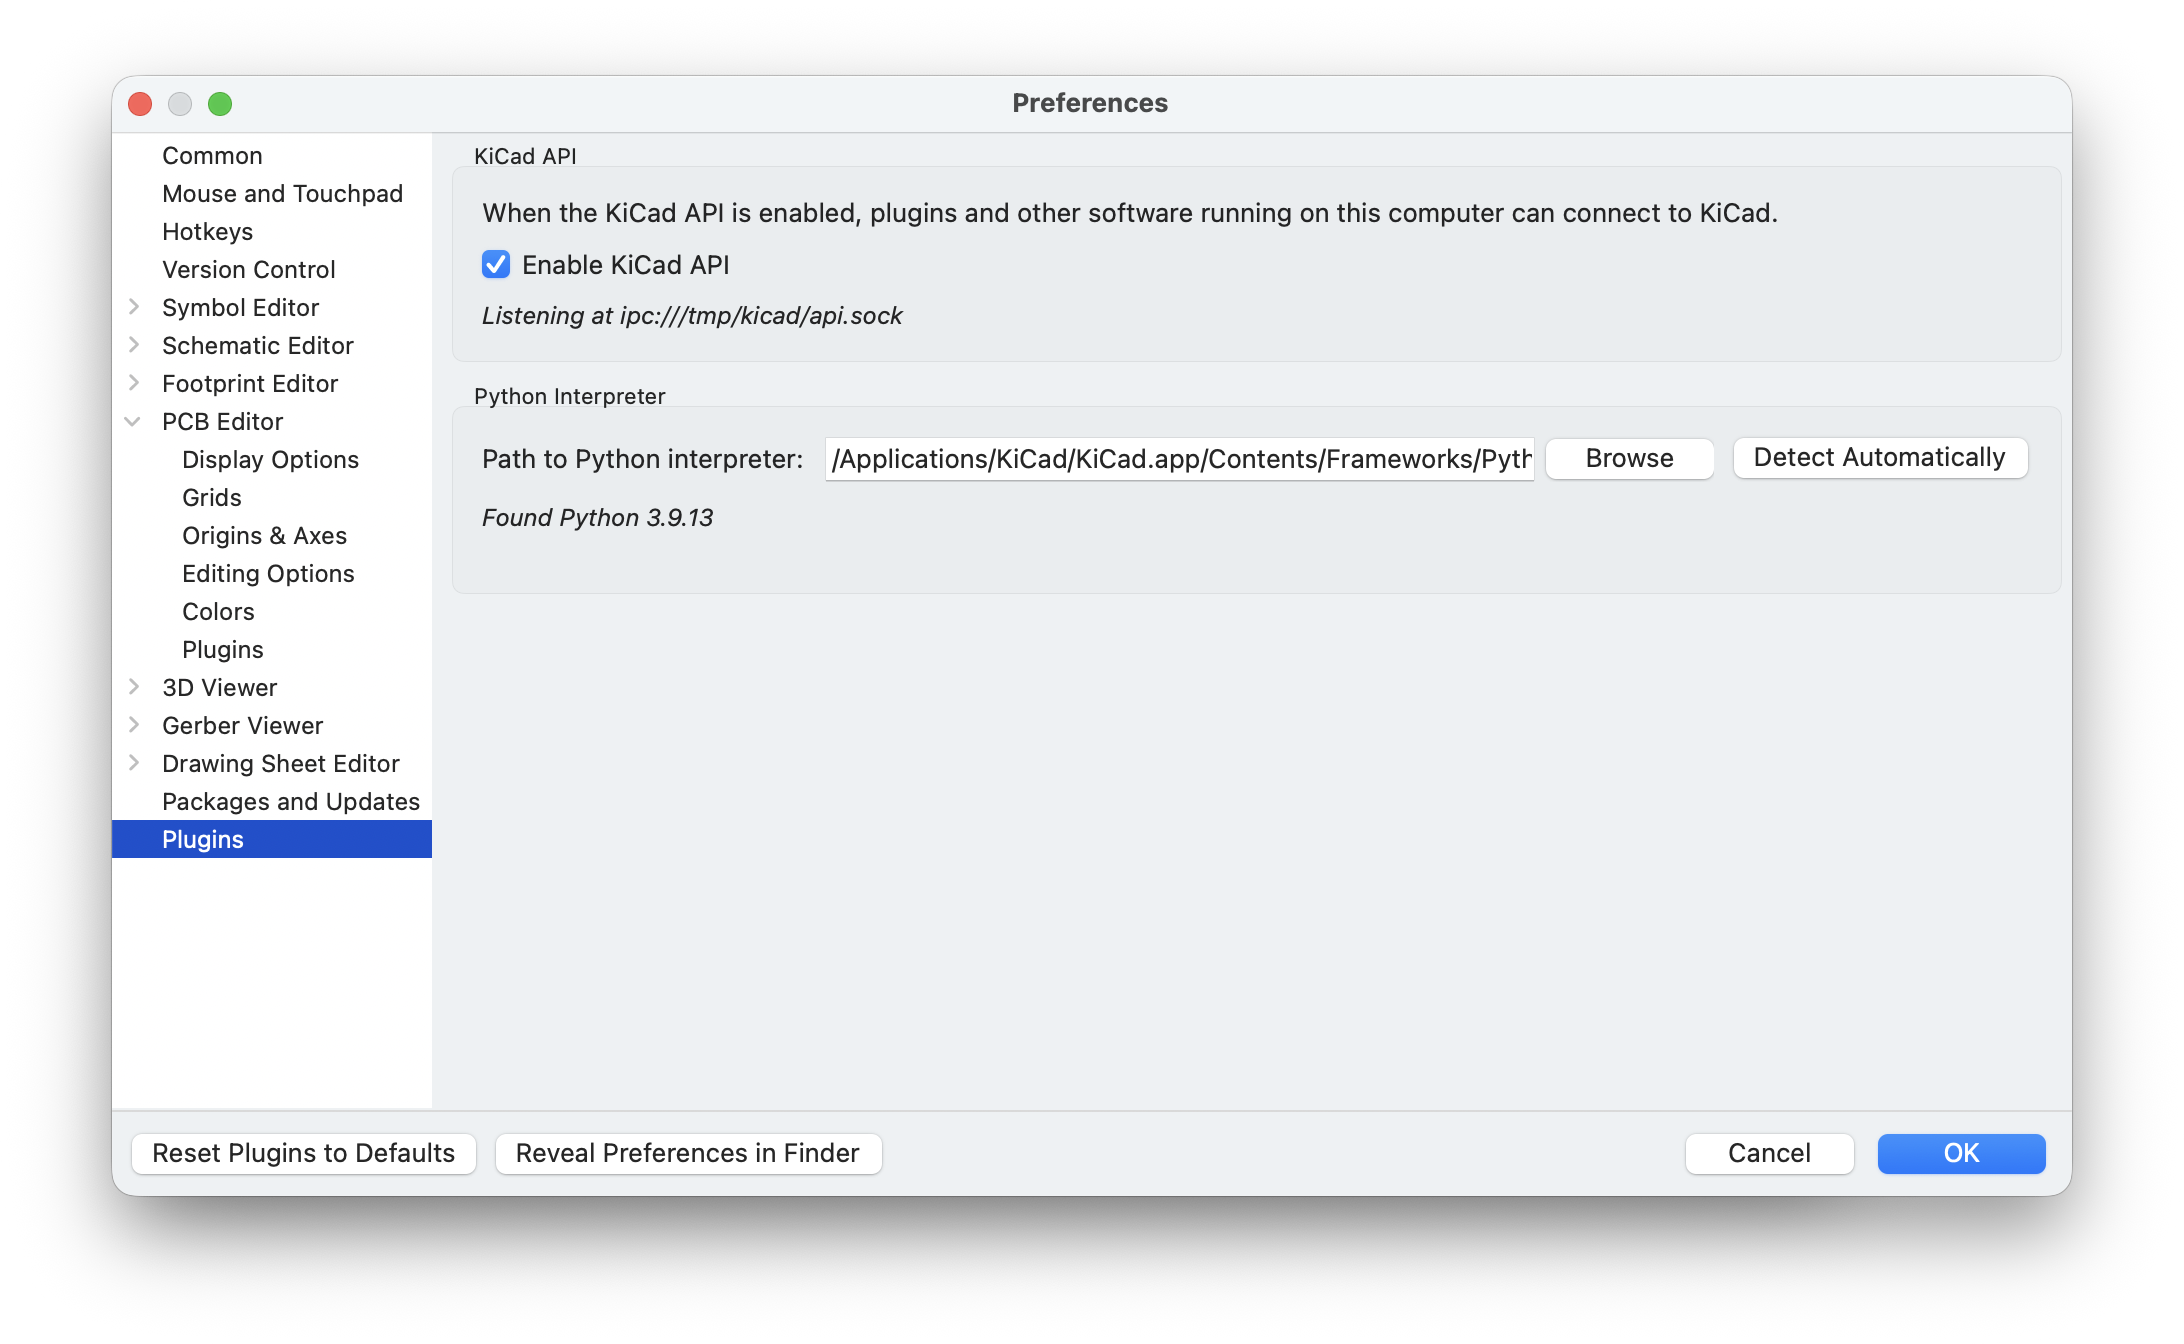 Preferences
Common
Mouse and Touchpad
Hotkeys
Version Control
Symbol Editor
Schematic Editor
Footprint Editor
PCB Editor
Display Options
Grids
Origins & Axes
Editing Options
Colors
Plugins
3D Viewer
Gerber Viewer
Drawing Sheet Editor
Packages and Updates
Plugins
KiCad API
When the KiCad API is enabled, plugins and other software running on this computer can connect to KiCad.
Enable KiCad API
Listening at ipc:///tmp/kicad/api.sock
Python Interpreter
Path to Python interpreter: /Applications/KiCad/KiCad.app/Contents/Frameworks/Pyth Browse Detect Automatically
Found Python 3.9.13
Reset Plugins to Defaults Reveal Preferences in Finder Cancel OK